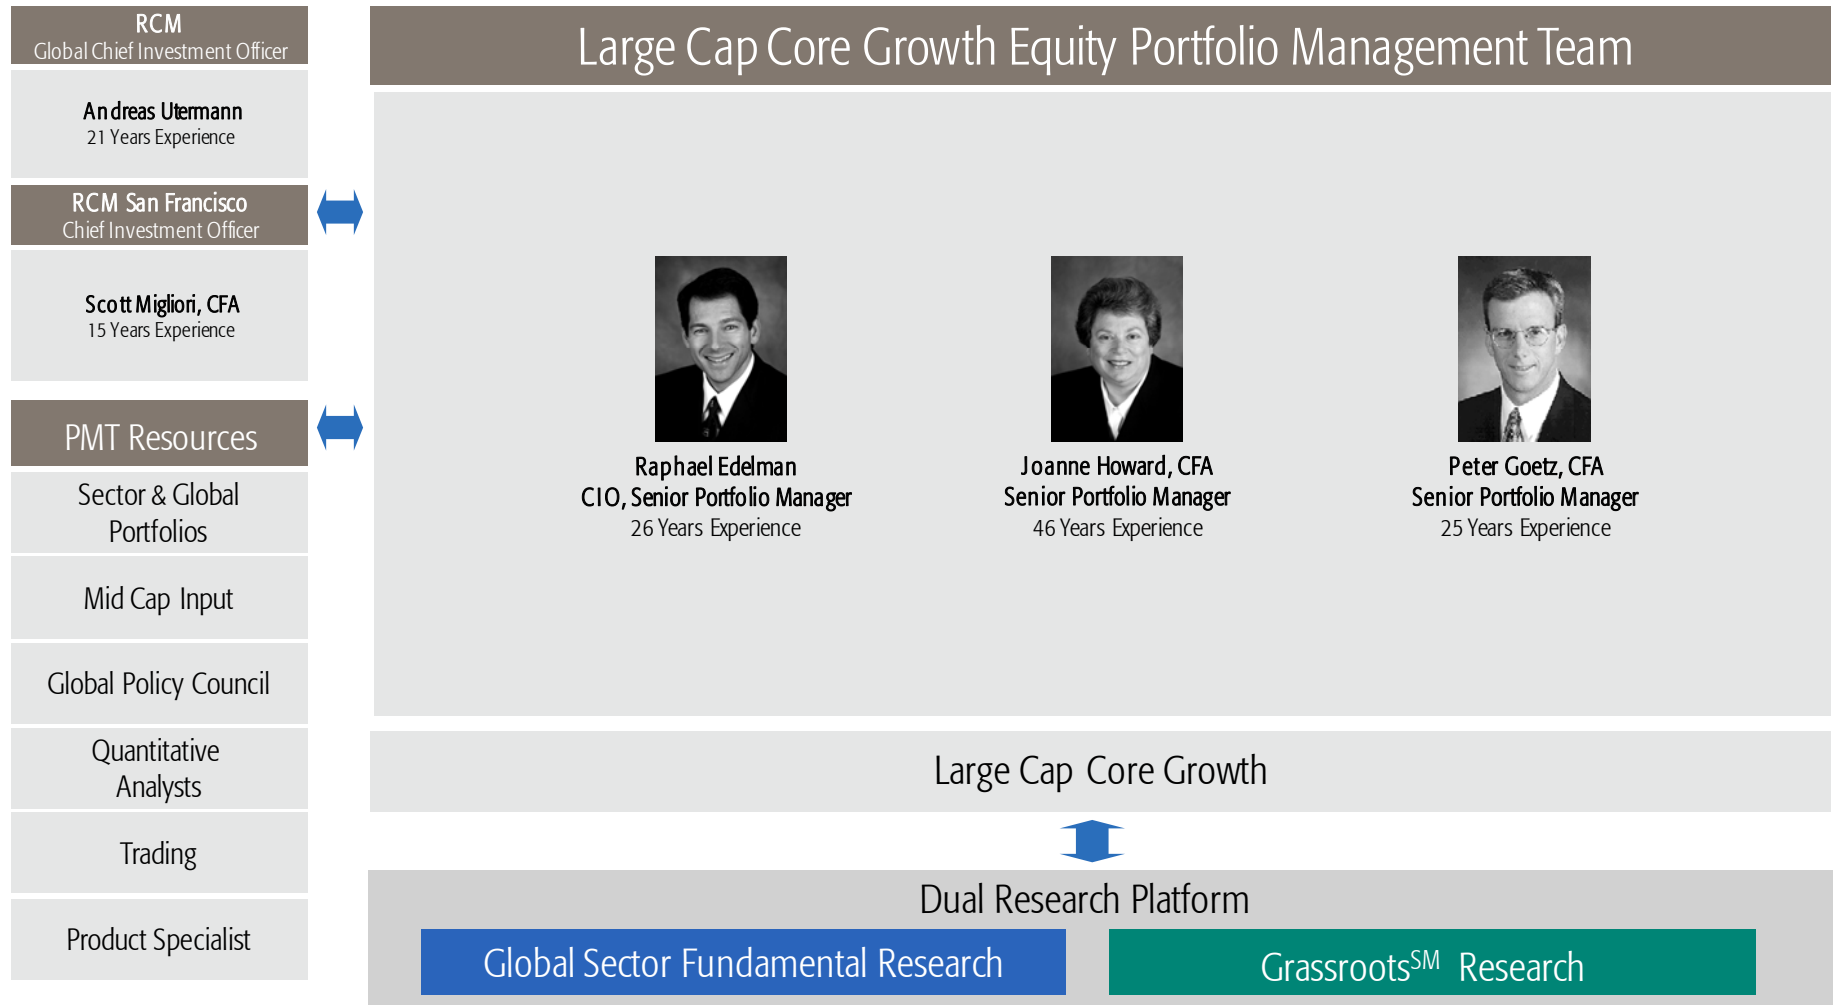 RCM
Global Chief Investment Officer
Andreas Utermann
21 Years Experience
RCM San Francisco
Chief Investment Officer
Scott Migliori, CFA
15 Years Experience
PMT Resources
Sector & Global
Portfolios
Mid Cap Input
Global Policy Council
Quantitative
Analysts
Trading
Product Specialist
Large Cap Core Growth Equity Portfolio Management Team
Raphael Edelman
CIO, Senior Portfolio Manager
26 Years Experience
Joanne Howard, CFA
Senior Portfolio Manager
46 Years Experience
Peter Goetz, CFA
Senior Portfolio Manager
25 Years Experience
Large Cap Core Growth
Dual Research Platform
Global Sector Fundamental Research
Grassroots℠ Research